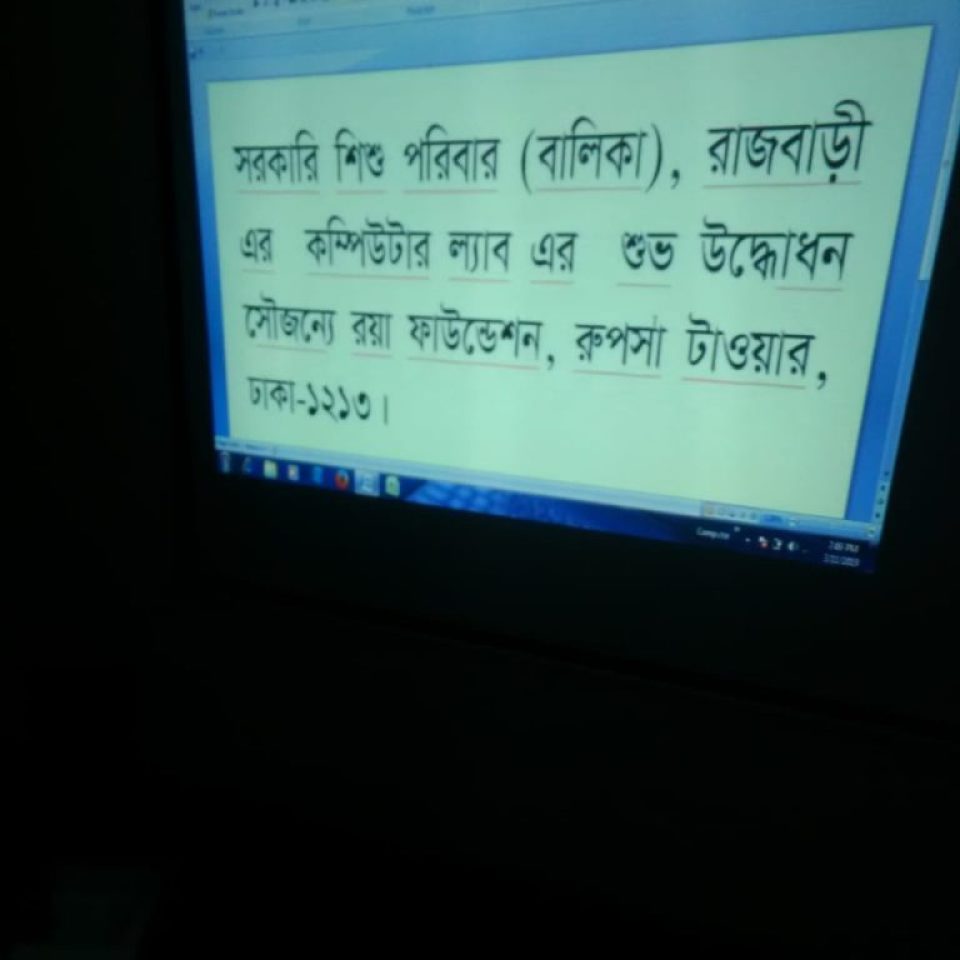 সরকারি শিশু পরিবার (বালিকা), রাজবাড়ী
এর কম্পিউটার ল্যাব এর শুভ উদ্ধোধন
সৌজন্যে রয়া ফাউন্ডেশন, রুপসা টাওয়ার,
ঢাকা-১২১৩।